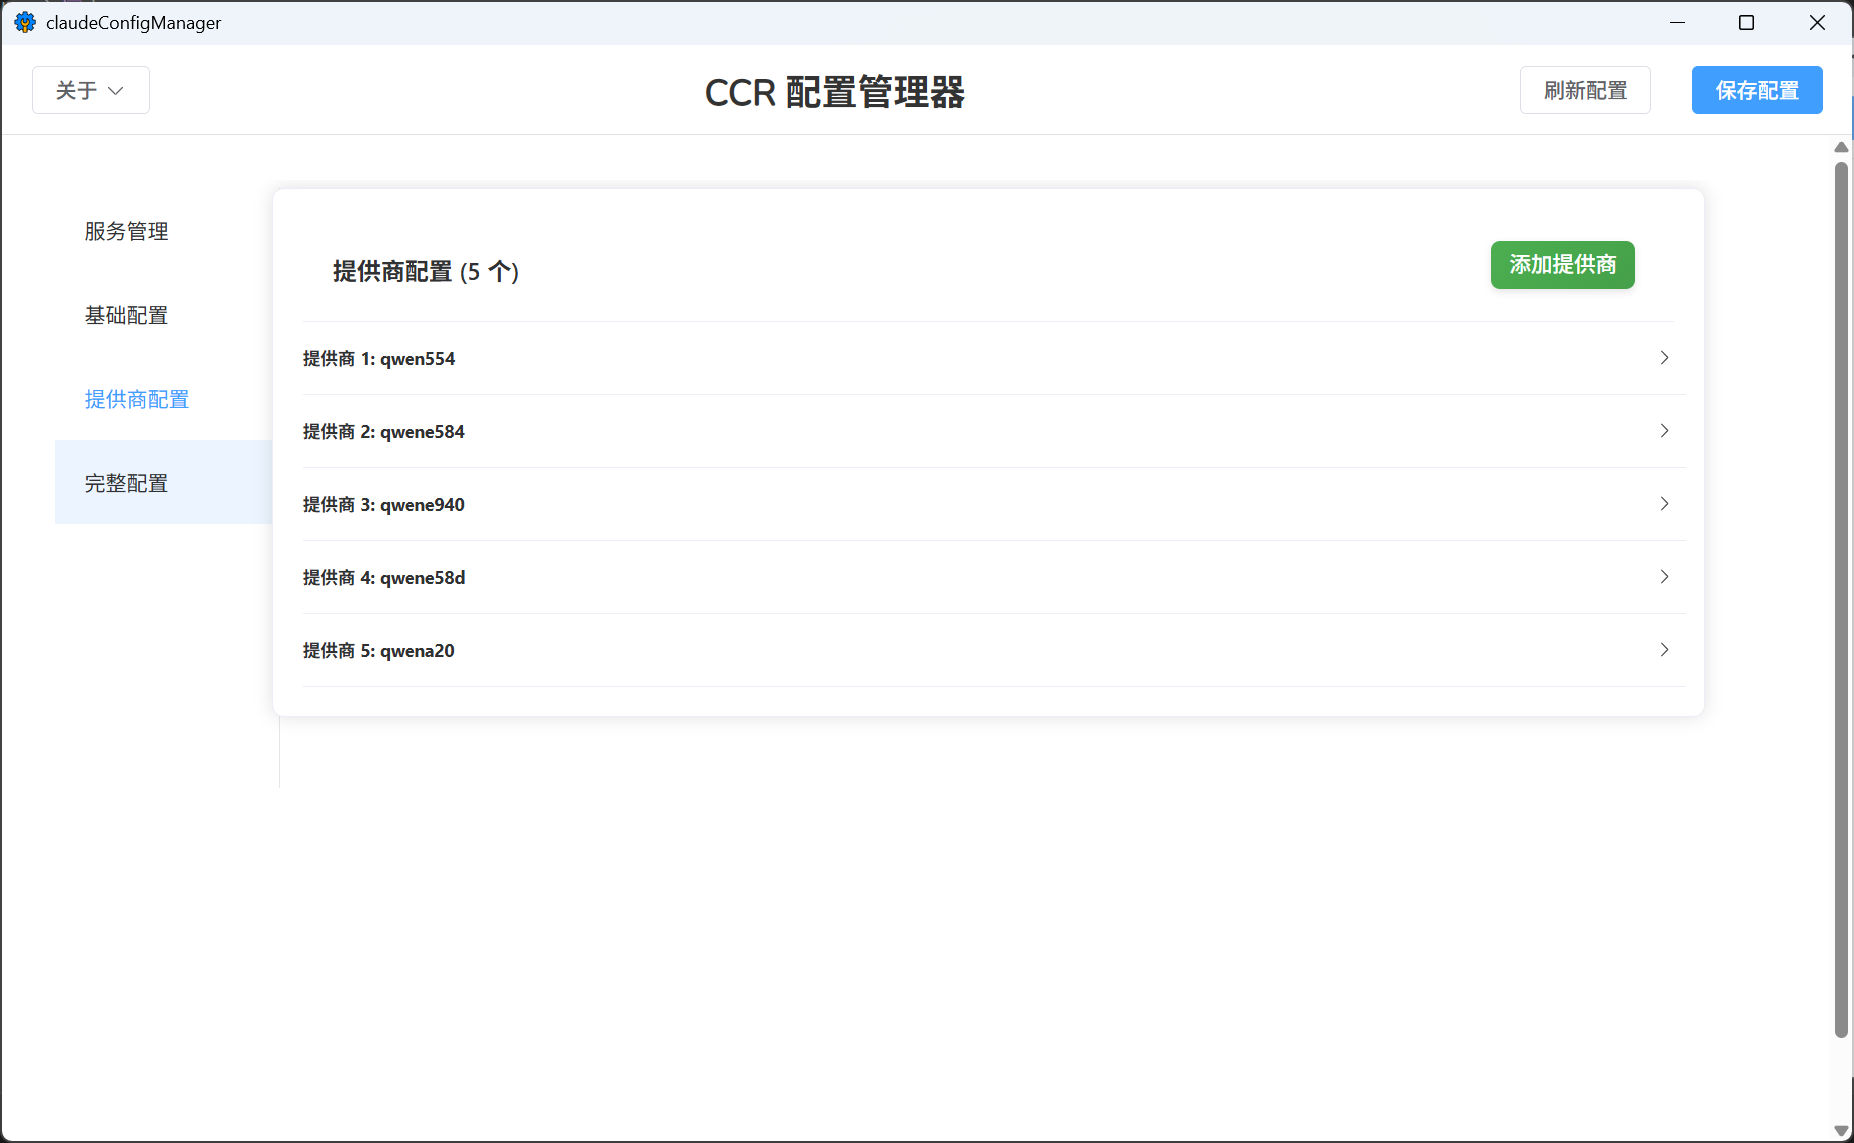 claudeConfigManager
关于
CCR 配置管理器
刷新配置
保存配置
服务管理
基础配置
提供商配置
完整配置
提供商配置 (5 个)
添加提供商
提供商 1: qwen554
提供商 2: qwene584
提供商 3: qwene940
提供商 4: qwene58d
提供商 5: qwena20